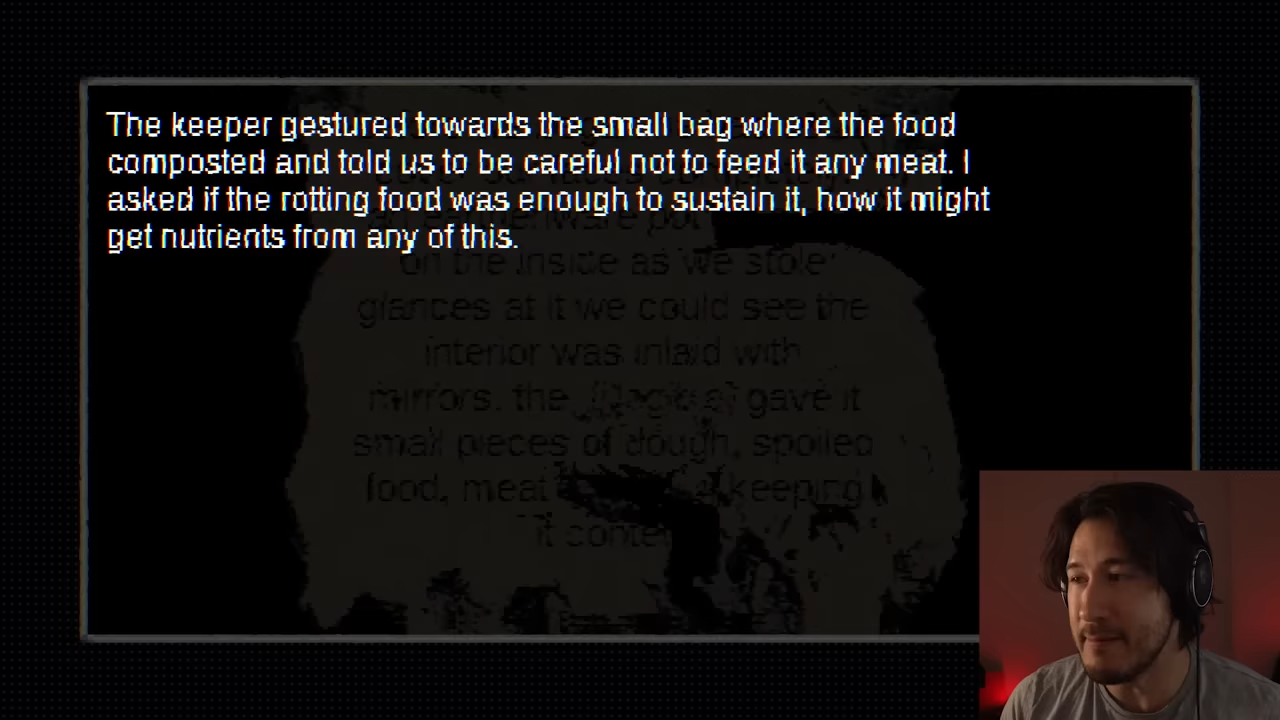 The keeper gestured towards the small bag where the food
composted and told us to be careful not to feed it any meat. I
asked if the rotting food was enough to sustain it, how it might
get nutrients from any of this.
pot
on the inside as we stole
glances at it we could see the
interior was inlaid with
mirrors. the gave it
small pieces of dough, spoiled
food, meat keeping
it